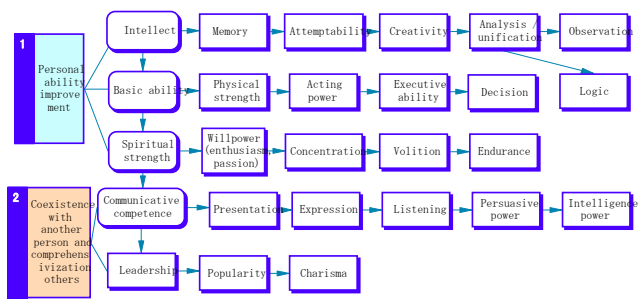 1
Personal
ability
improve
ment
Intellect
Memory
Attemptability
Creativity
Analysis /
unification
Observation
Logic
Basic ability
Physical
strength
Acting
power
Executive
ability
Decision
Spiritual
strength
Willpower
(enthusiasm,
passion)
Concentration
Volition
Endurance
2
Coexistence
with
another
person and
comprehens
ivization
others
Communicative
competence
Presentation
Expression
Listening
Persuasive
power
Intelligence
power
Leadership
Popularity
Charisma